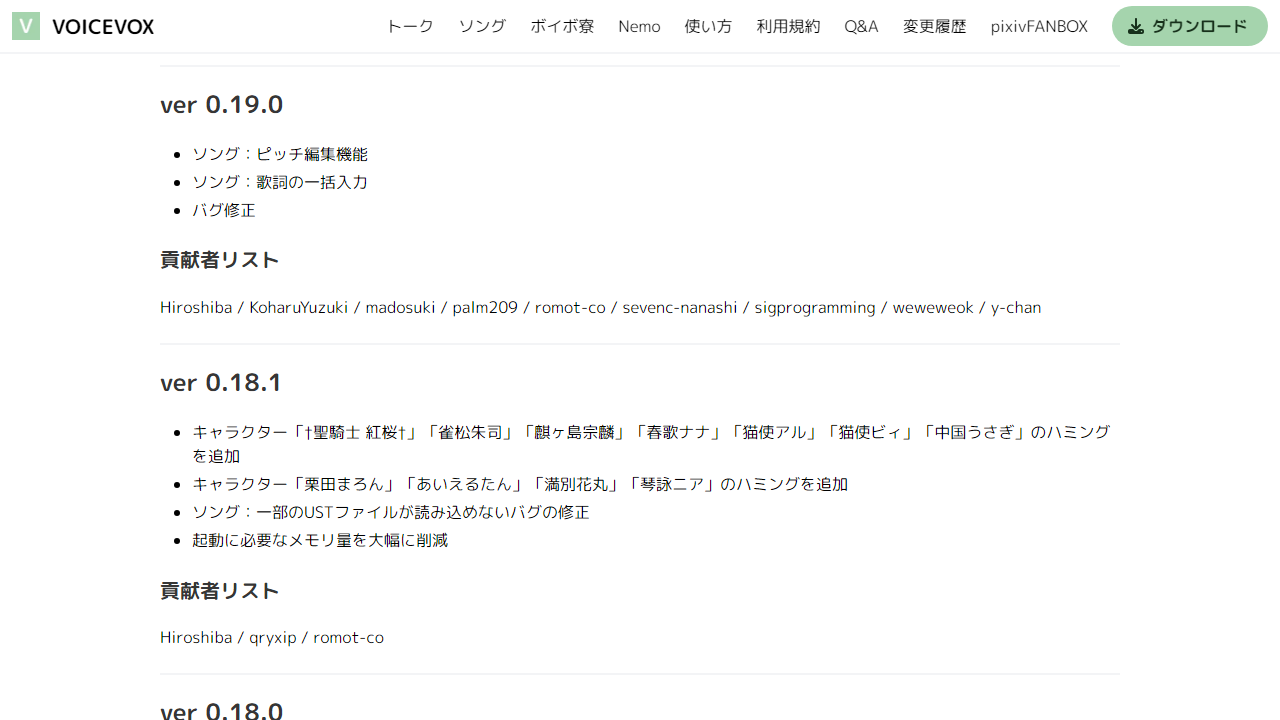 V VOICEVOX トーク ソング ボイボ寮 Nemo 使い方 利用規約 Q&A 変更履歴 pixivFANBOX ダウンロード
ver 0.19.0
• ソング：ピッチ編集機能
• ソング：歌詞の一括入力
• バグ修正
貢献者リスト
Hiroshiba / KoharuYuzuki / madosuki / palm209 / romot-co / sevenc-nanashi / sigprogramming / weweweok / y-chan
ver 0.18.1
• キャラクター「†聖騎士 紅桜†」「雀松朱司」「麒ヶ島宗麟」「春歌ナナ」「猫使アル」「猫使ビィ」「中国うさぎ」のハミング
を追加
• キャラクター「栗田まろん」「あいえるたん」「満別花丸」「琴詠ニア」のハミングを追加
• ソング：一部のUSTファイルが読み込めないバグの修正
• 起動に必要なメモリ量を大幅に削減
貢献者リスト
Hiroshiba / qryxip / romot-co
ver 0.18.0